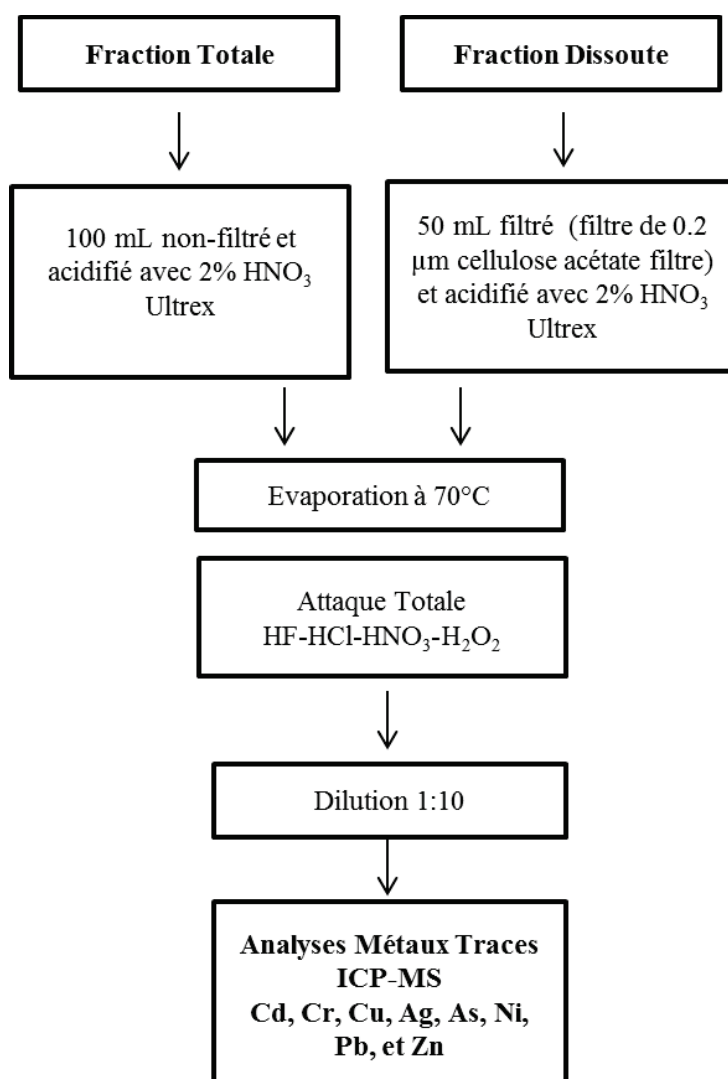 Fraction Totale
Fraction Dissoute
100 mL non-filtré et
acidifié avec 2% HNO₃
Ultrex
50 mL filtré (filtre de 0.2
µm cellulose acétate filtre)
et acidifié avec 2% HNO₃
Ultrex
Evaporation à 70°C
Attaque Totale
HF-HCl-HNO₃-H₂O₂
Dilution 1:10
Analyses Métaux Traces
ICP-MS
Cd, Cr, Cu, Ag, As, Ni,
Pb, et Zn